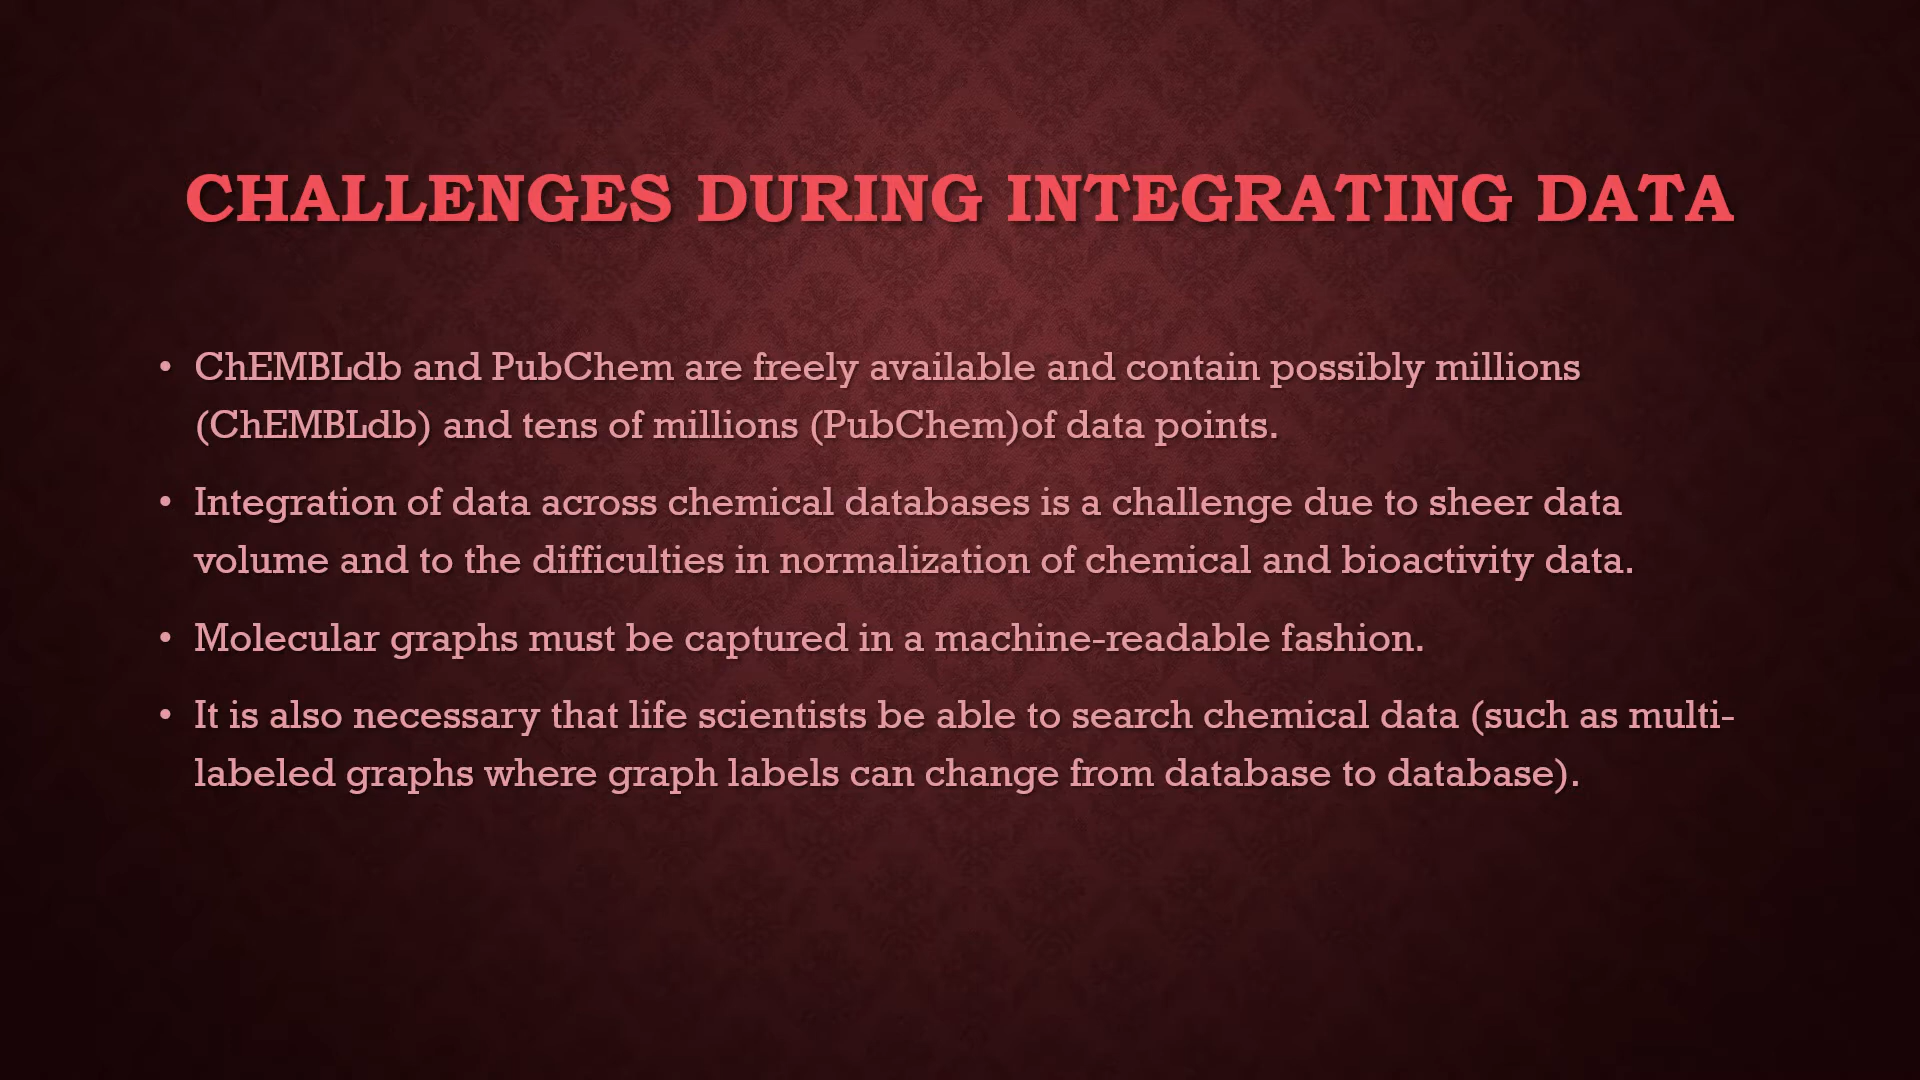 CHALLENGES DURING INTEGRATING DATA
• ChEMBLdb and PubChem are freely available and contain possibly millions
(ChEMBLdb) and tens of millions (PubChem)of data points.
• Integration of data across chemical databases is a challenge due to sheer data
volume and to the difficulties in normalization of chemical and bioactivity data.
• Molecular graphs must be captured in a machine-readable fashion.
• It is also necessary that life scientists be able to search chemical data (such as multi-
labeled graphs where graph labels can change from database to database).